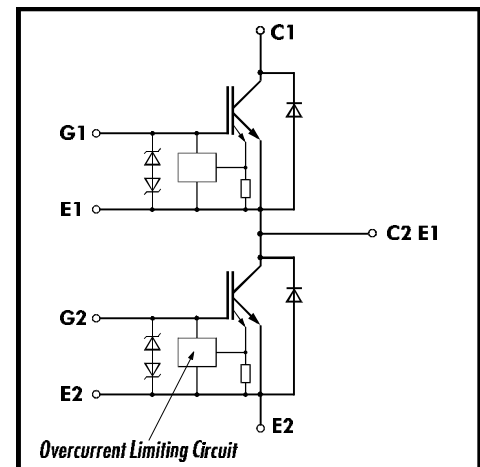 C1
G1
E1
C2 E1
G2
E2
E2
Overcurrent Limiting Circuit